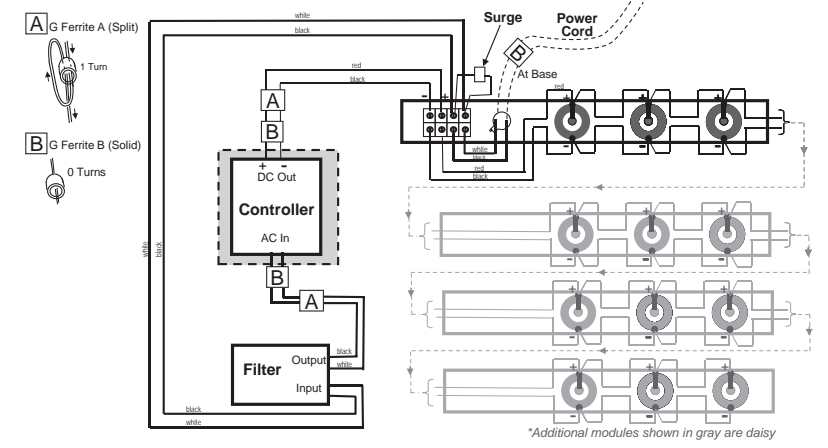 A G Ferrite A (Split)
1 Turn
B G Ferrite B (Solid)
0 Turns
white
black
red
black
white
black
A
B
+ -
DC Out
Controller
AC In
B
A
Filter
Output
Input
black
white
black
white
Surge
Power
Cord
B
At Base
- +
white
black
red
black
red
+ + +
- - -
+ + +
- - -
+ + +
- - -
+ + +
- - -
*Additional modules shown in gray are daisy